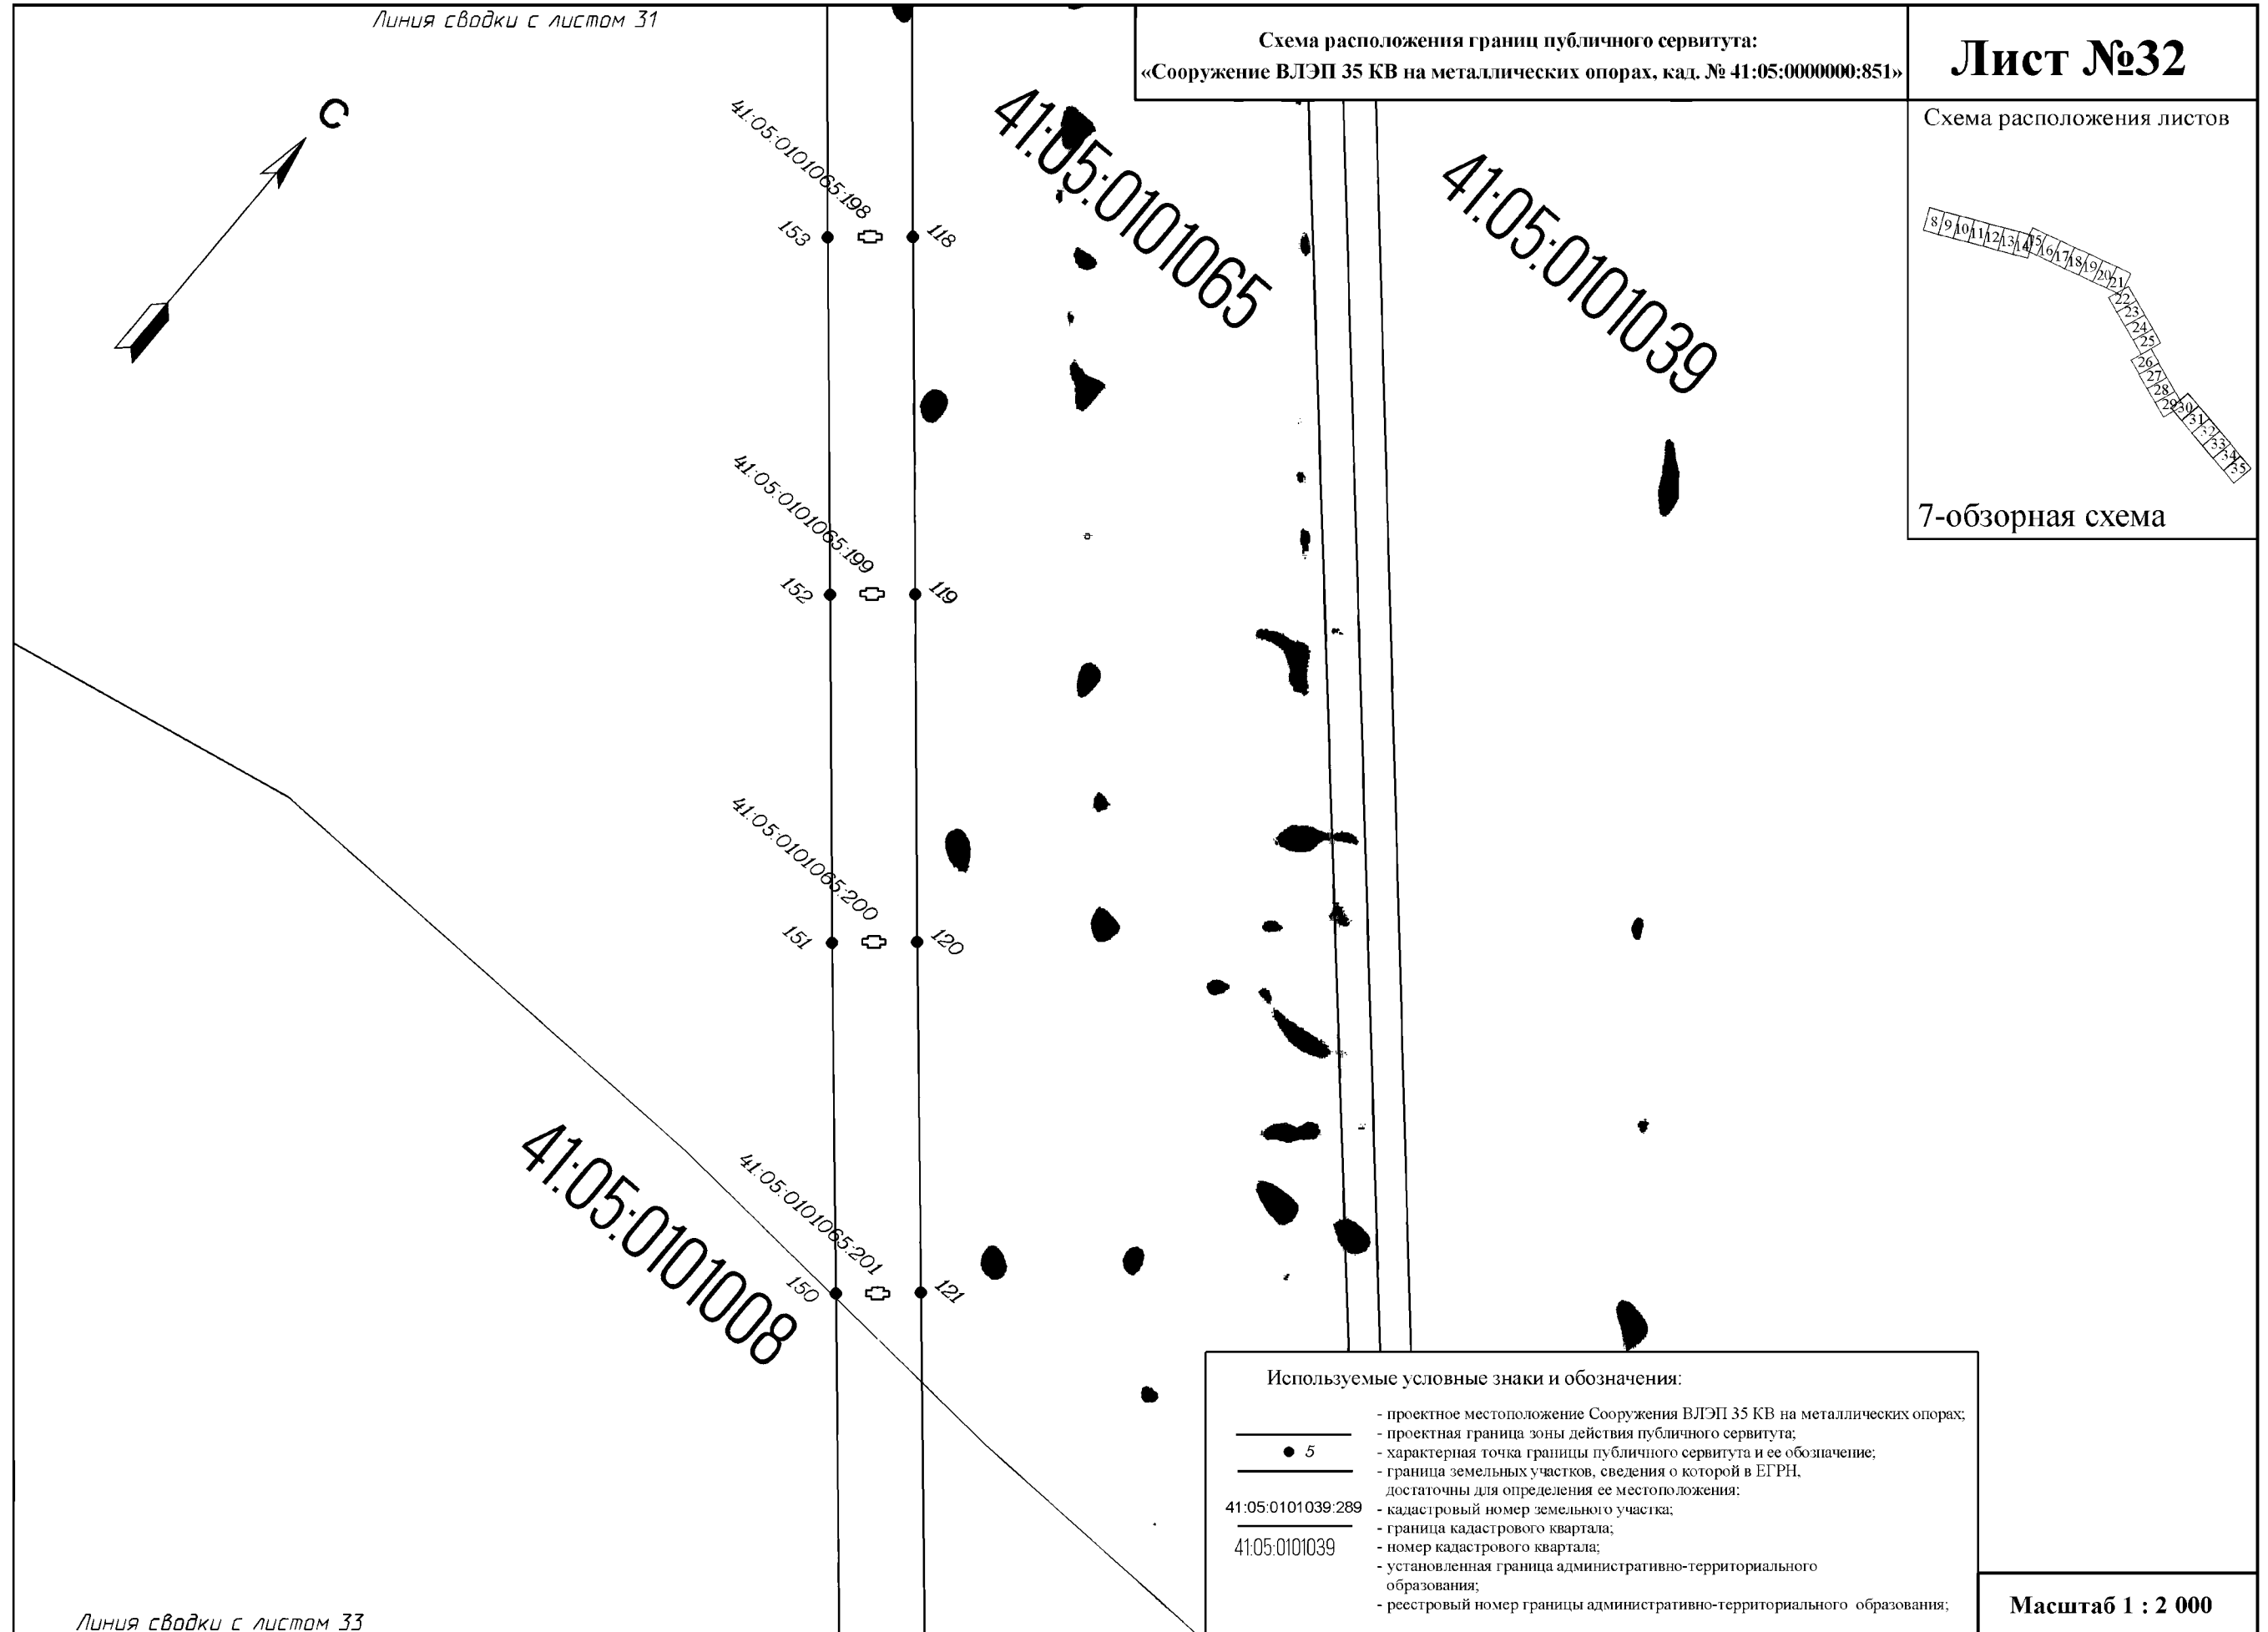 Линия сводки с листом 31
Схема расположения границ публичного сервитута:
«Сооружение ВЛЭП 35 КВ на металлических опорах, кад. № 41:05:0000000:851»
Лист №32
Схема расположения листов
8 9 10 11 12 13 14 15 16 17 18 19 20 21
22
23
24
25
26
27
28
29 30
31
32
33
34
35
7-обзорная схема
С
41:05:0101065:198
153
118
41:05:0101065
41:05:0101039
41:05:0101065:199
152
119
41:05:0101065:200
151
120
41:05:0101008
41:05:0101065:201
150
121
Используемые условные знаки и обозначения:
- проектное местоположение Сооружения ВЛЭП 35 КВ на металлических опорах;
- проектная граница зоны действия публичного сервитута;
5 - характерная точка границы публичного сервитута и ее обозначение;
- граница земельных участков, сведения о которой в ЕГРН,
достаточны для определения ее местоположения:
41:05:0101039:289 - кадастровый номер земельного участка;
- граница кадастрового квартала;
41:05:0101039 - номер кадастрового квартала;
- установленная граница административно-территориального
образования;
- реестровый номер границы административно-территориального образования;
Линия сводки с листом 33
Масштаб 1 : 2 000